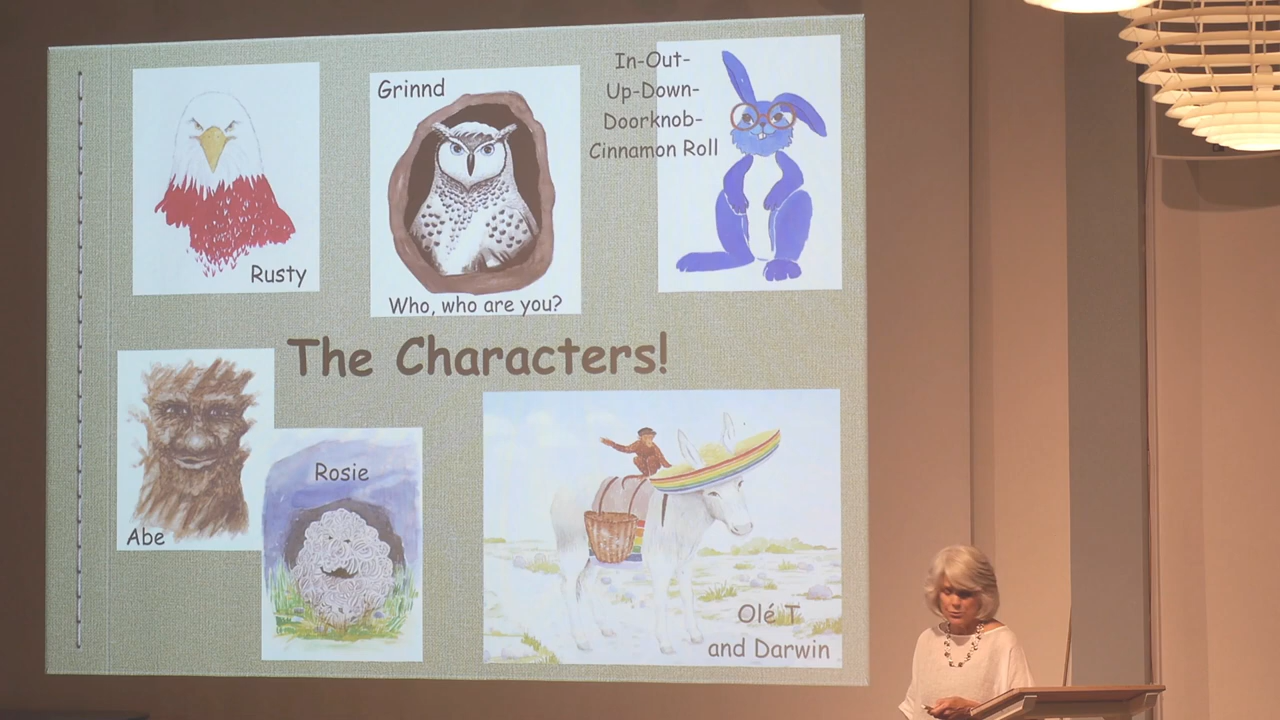 Rusty
Grinnd
Who, who are you?
In-Out-
Up-Down-
Doorknob-
Cinnamon Roll
The Characters!
Abe
Rosie
Olé T
and Darwin